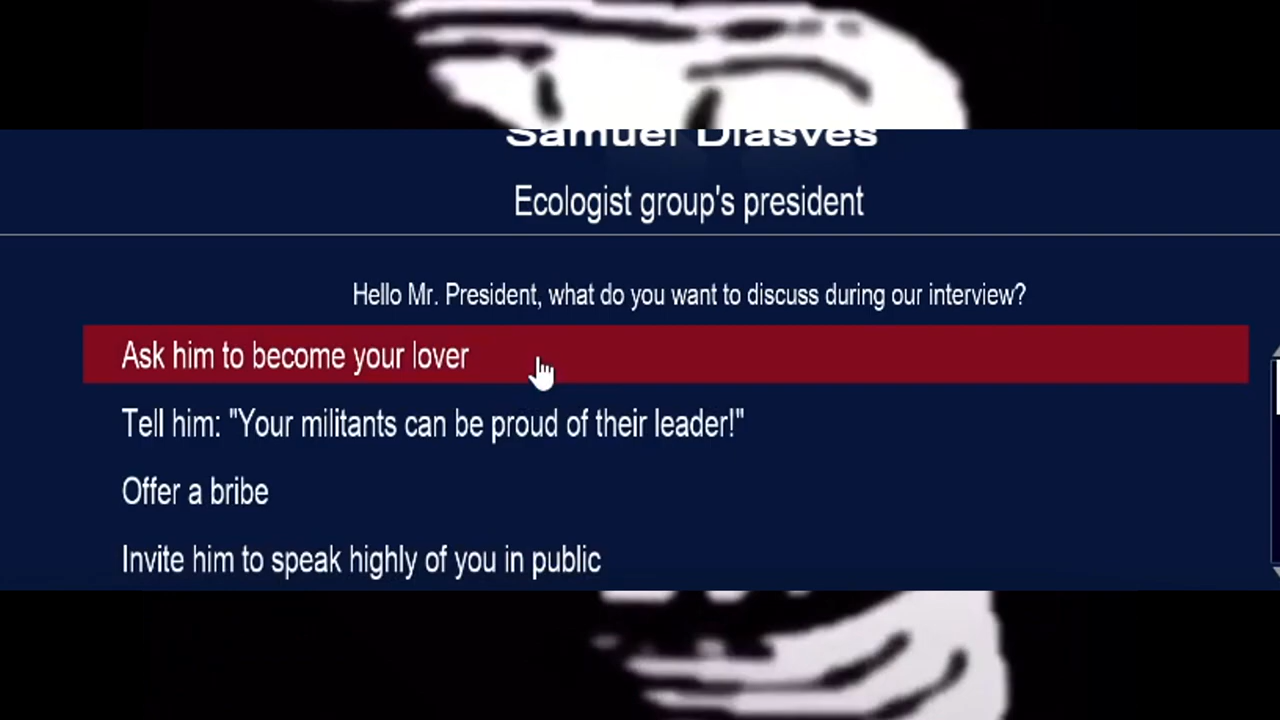 Samuel Diasves
Ecologist group's president
Hello Mr. President, what do you want to discuss during our interview?
Ask him to become your lover
Tell him: "Your militants can be proud of their leader!"
Offer a bribe
Invite him to speak highly of you in public